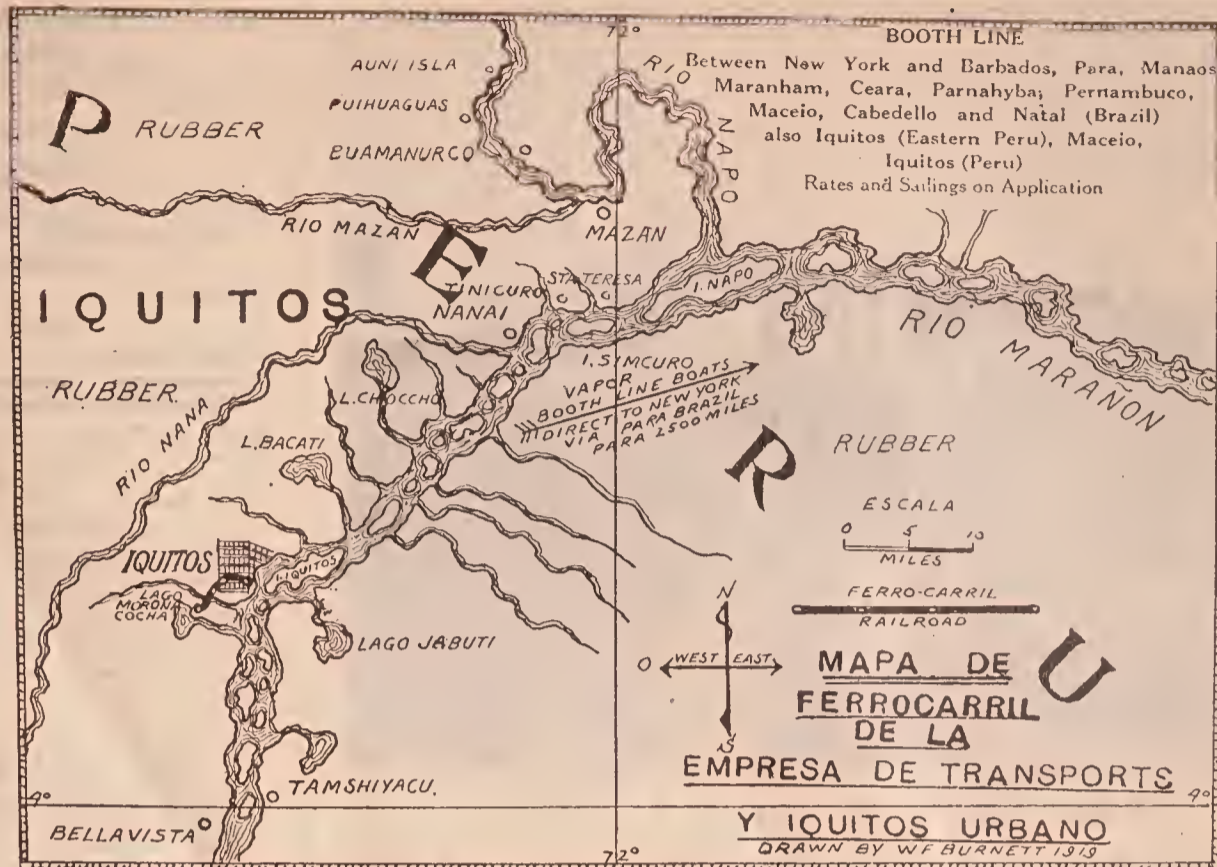 72°
BOOTH LINE
Between New York and Barbados, Para, Manaos
Maranham, Ceara, Parnahyba; Pernambuco,
Maceio, Cabedello and Natal (Brazil)
also Iquitos (Eastern Peru), Maceio,
Iquitos (Peru)
Rates and Sailings on Application
AUNI ISLA
PUIHUAGUAS
BUAMANURCO
P
RUBBER
RIO NAPO
RIO MAZAN
MAZAN
E
IQUITOS
TINICURO
STA TERESA
NANAI
I. NAPO
RIO MARAÑON
I. SIMCURO
VAPOR
BOOTH LINE BOATS
DIRECT TO NEW YORK
VIA PARA BRAZIL
PARA 2500 MILES
RUBBER.
RIO NANA
L. CHOCCHO
L. BACATI
R
RUBBER
ESCALA
0 5 10
MILES
IQUITOS
I. IQUITOS
LAGO
MORONA
COCHA
LAGO JABUTI
FERRO-CARRIL
RAILROAD
N
O WEST EAST
S
U
MAPA DE
FERROCARRIL
DE LA
EMPRESA DE TRANSPORTS
Y IQUITOS URBANO
DRAWN BY WF BURNETT 1919
TAMSHIYACU.
4°
4°
BELLAVISTA
72°